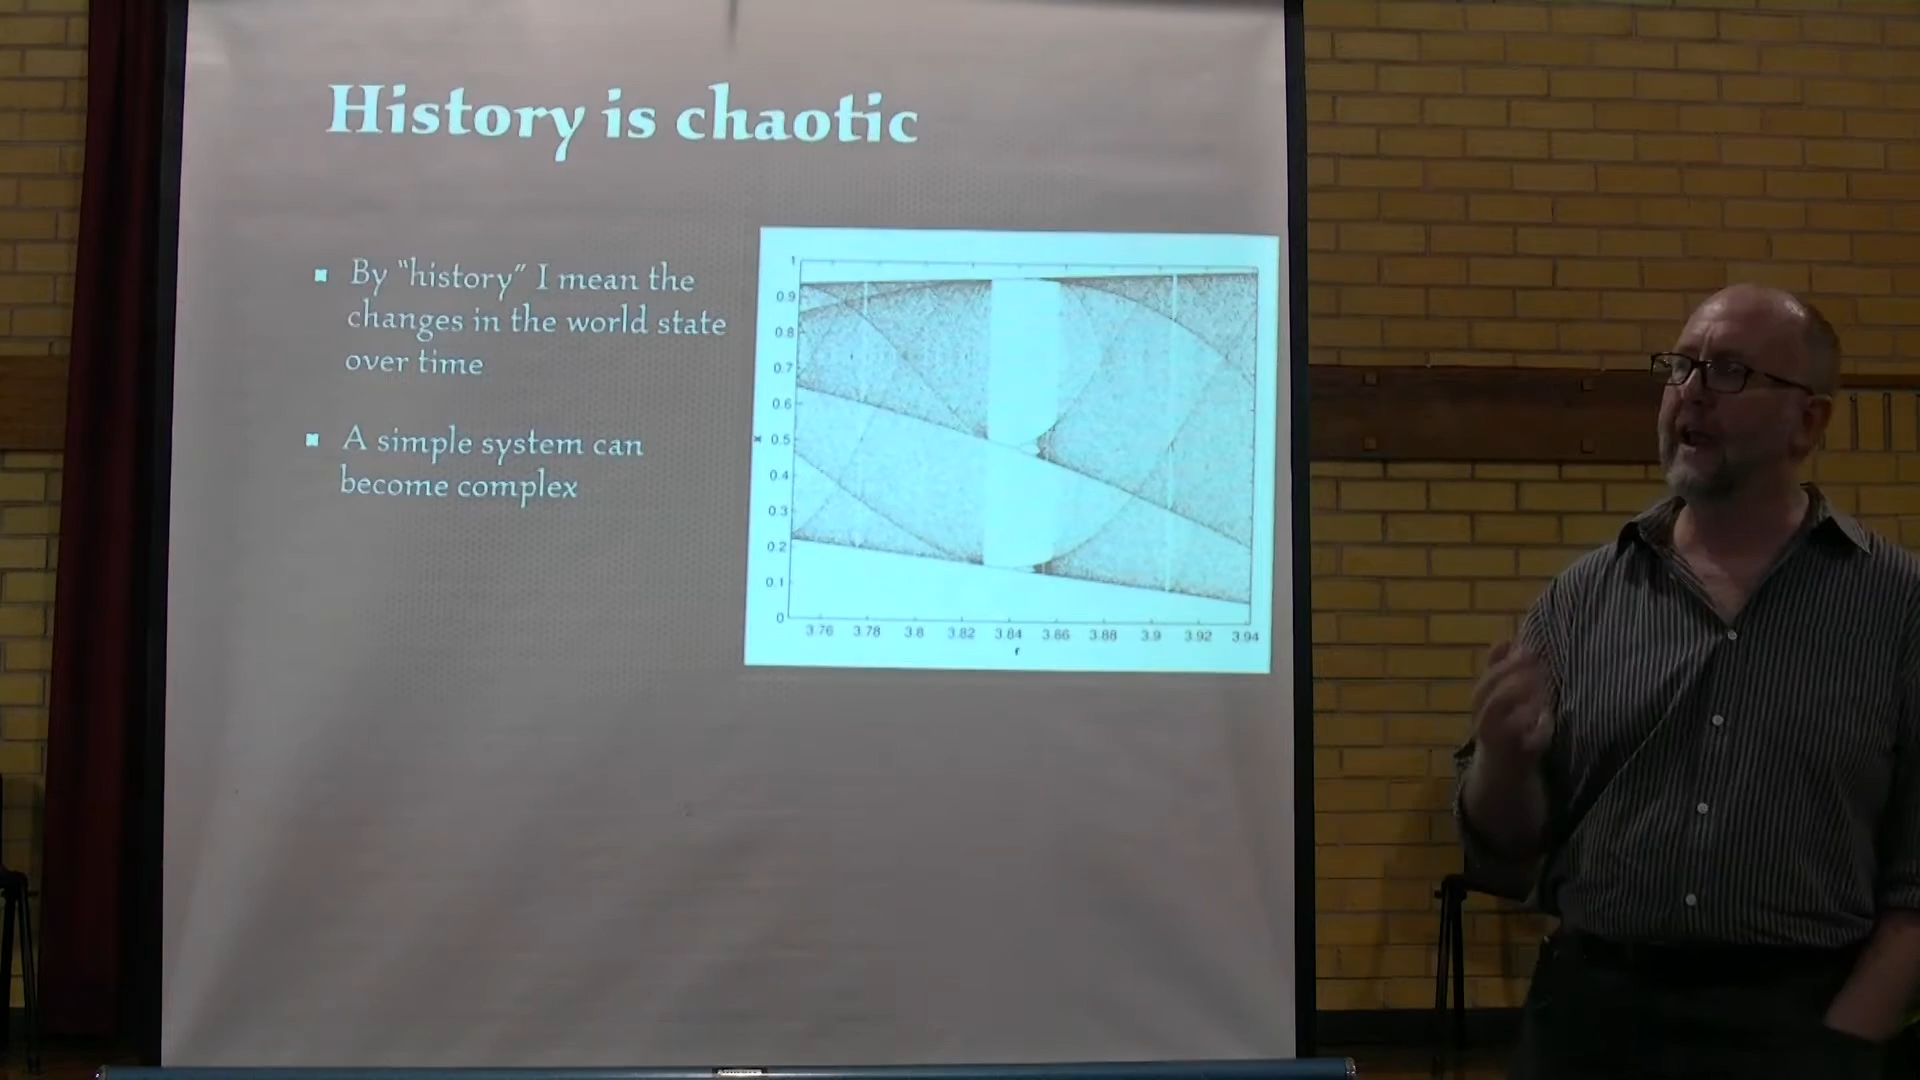 History is chaotic
By "history" I mean the
changes in the world state
over time
A simple system can
become complex
1
0.9
0.8
0.7
0.6
x 0.5
0.4
0.3
0.2
0.1
0
3.76 3.78 3.8 3.82 3.84 3.86 3.88 3.9 3.92 3.94
r